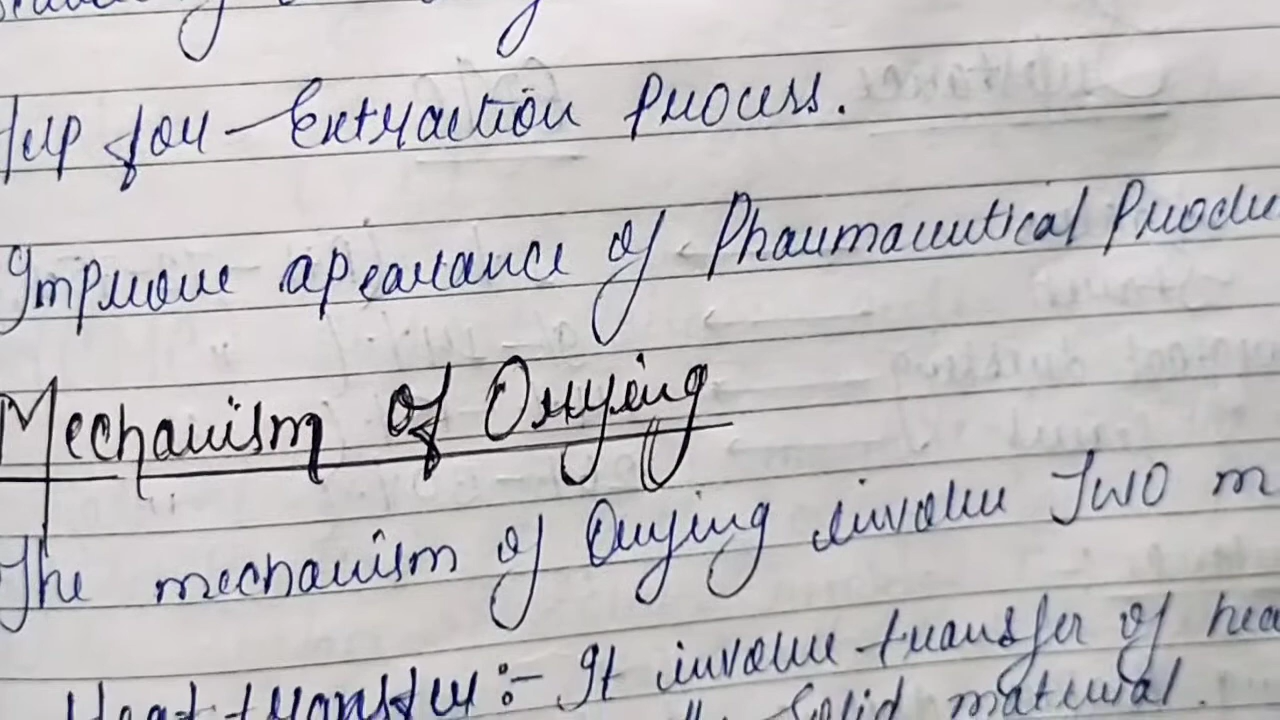 Help for Extraction Process.
Improve apearance of Pharmaceutical Produ
Mechanism of Drying
The mechanism of Drying involve Two m
Heat transfer :- It involve transfer of hea
Solid material.